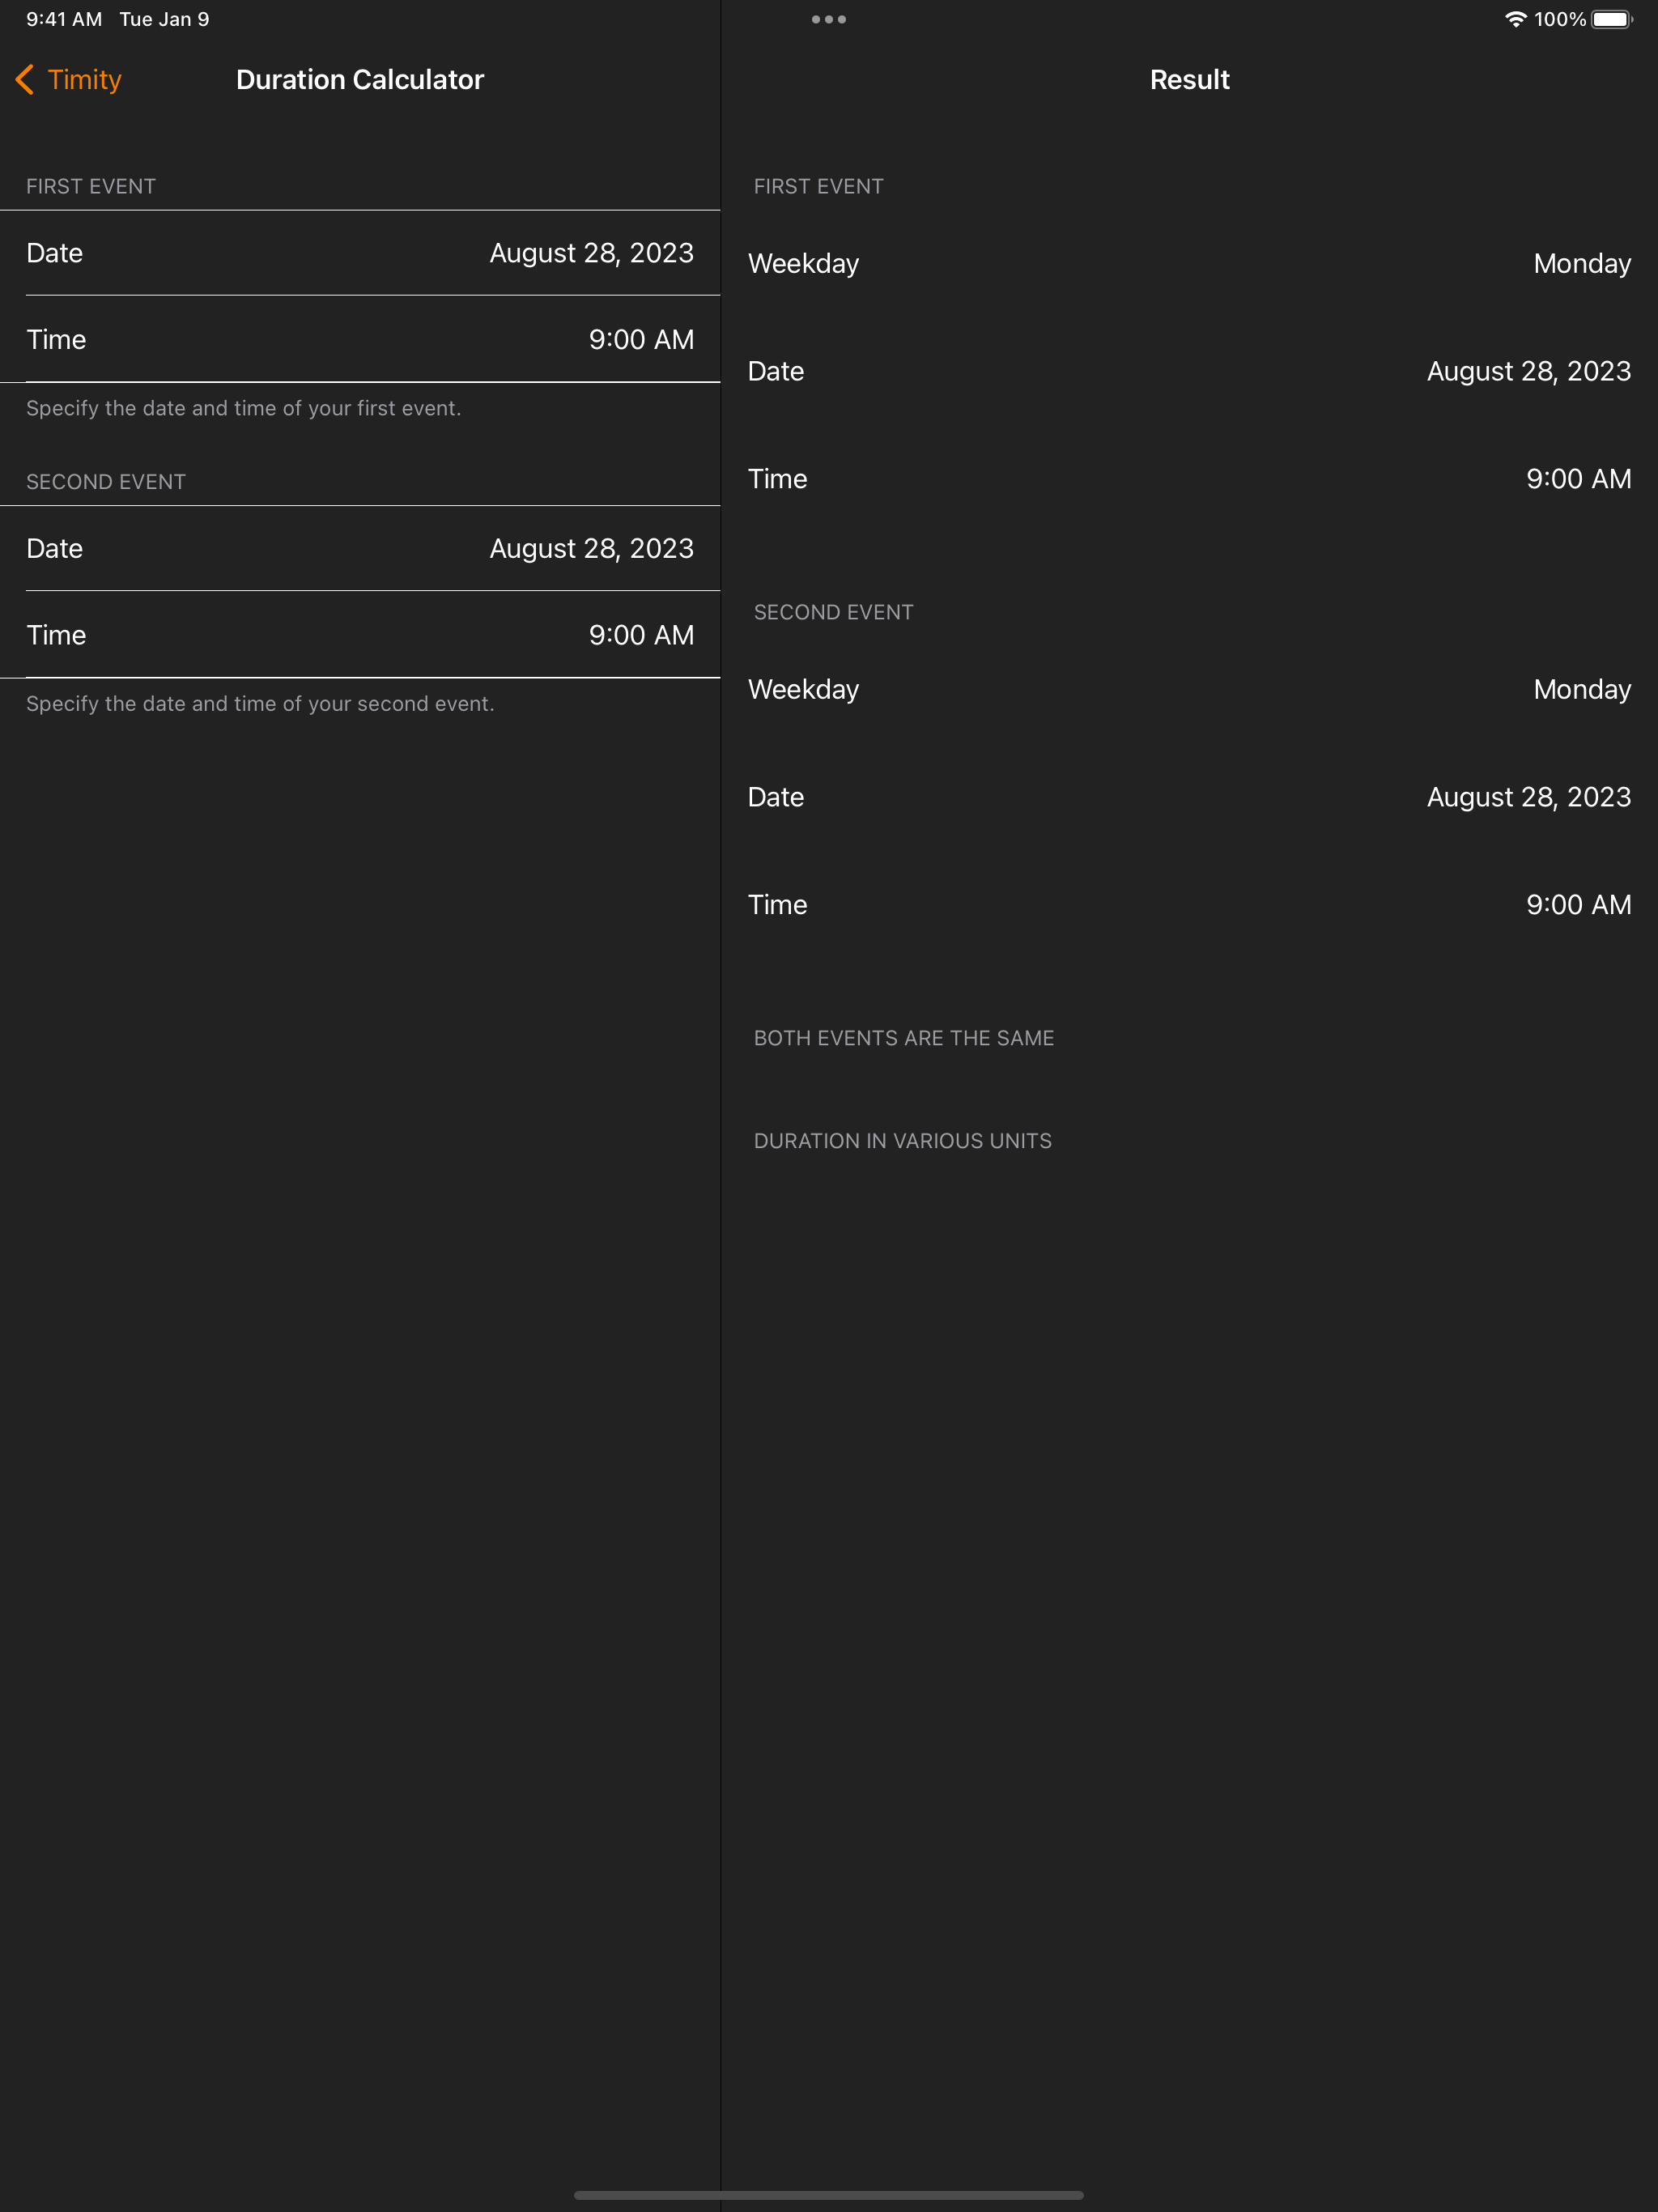 9:41 AM Tue Jan 9
100%
Timity
Duration Calculator
FIRST EVENT
Date August 28, 2023
Time 9:00 AM
Specify the date and time of your first event.
SECOND EVENT
Date August 28, 2023
Time 9:00 AM
Specify the date and time of your second event.
Result
FIRST EVENT
Weekday Monday
Date August 28, 2023
Time 9:00 AM
SECOND EVENT
Weekday Monday
Date August 28, 2023
Time 9:00 AM
BOTH EVENTS ARE THE SAME
DURATION IN VARIOUS UNITS